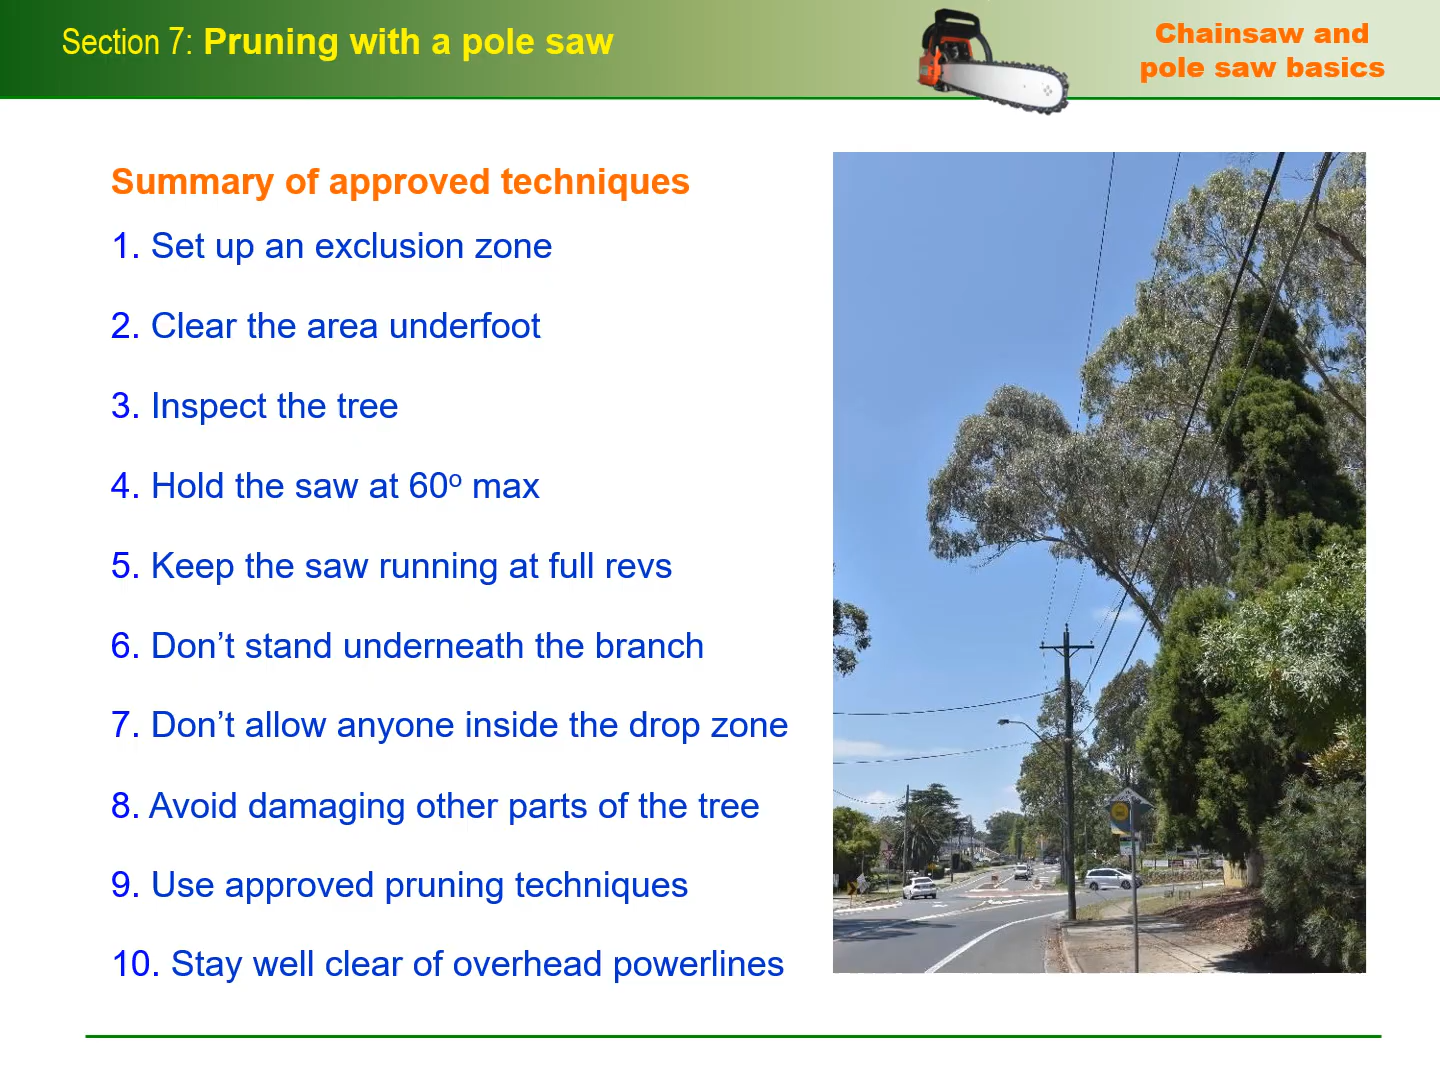 Section 7: Pruning with a pole saw
Chainsaw and
pole saw basics
Summary of approved techniques
1. Set up an exclusion zone
2. Clear the area underfoot
3. Inspect the tree
4. Hold the saw at 60º max
5. Keep the saw running at full revs
6. Don’t stand underneath the branch
7. Don’t allow anyone inside the drop zone
8. Avoid damaging other parts of the tree
9. Use approved pruning techniques
10. Stay well clear of overhead powerlines